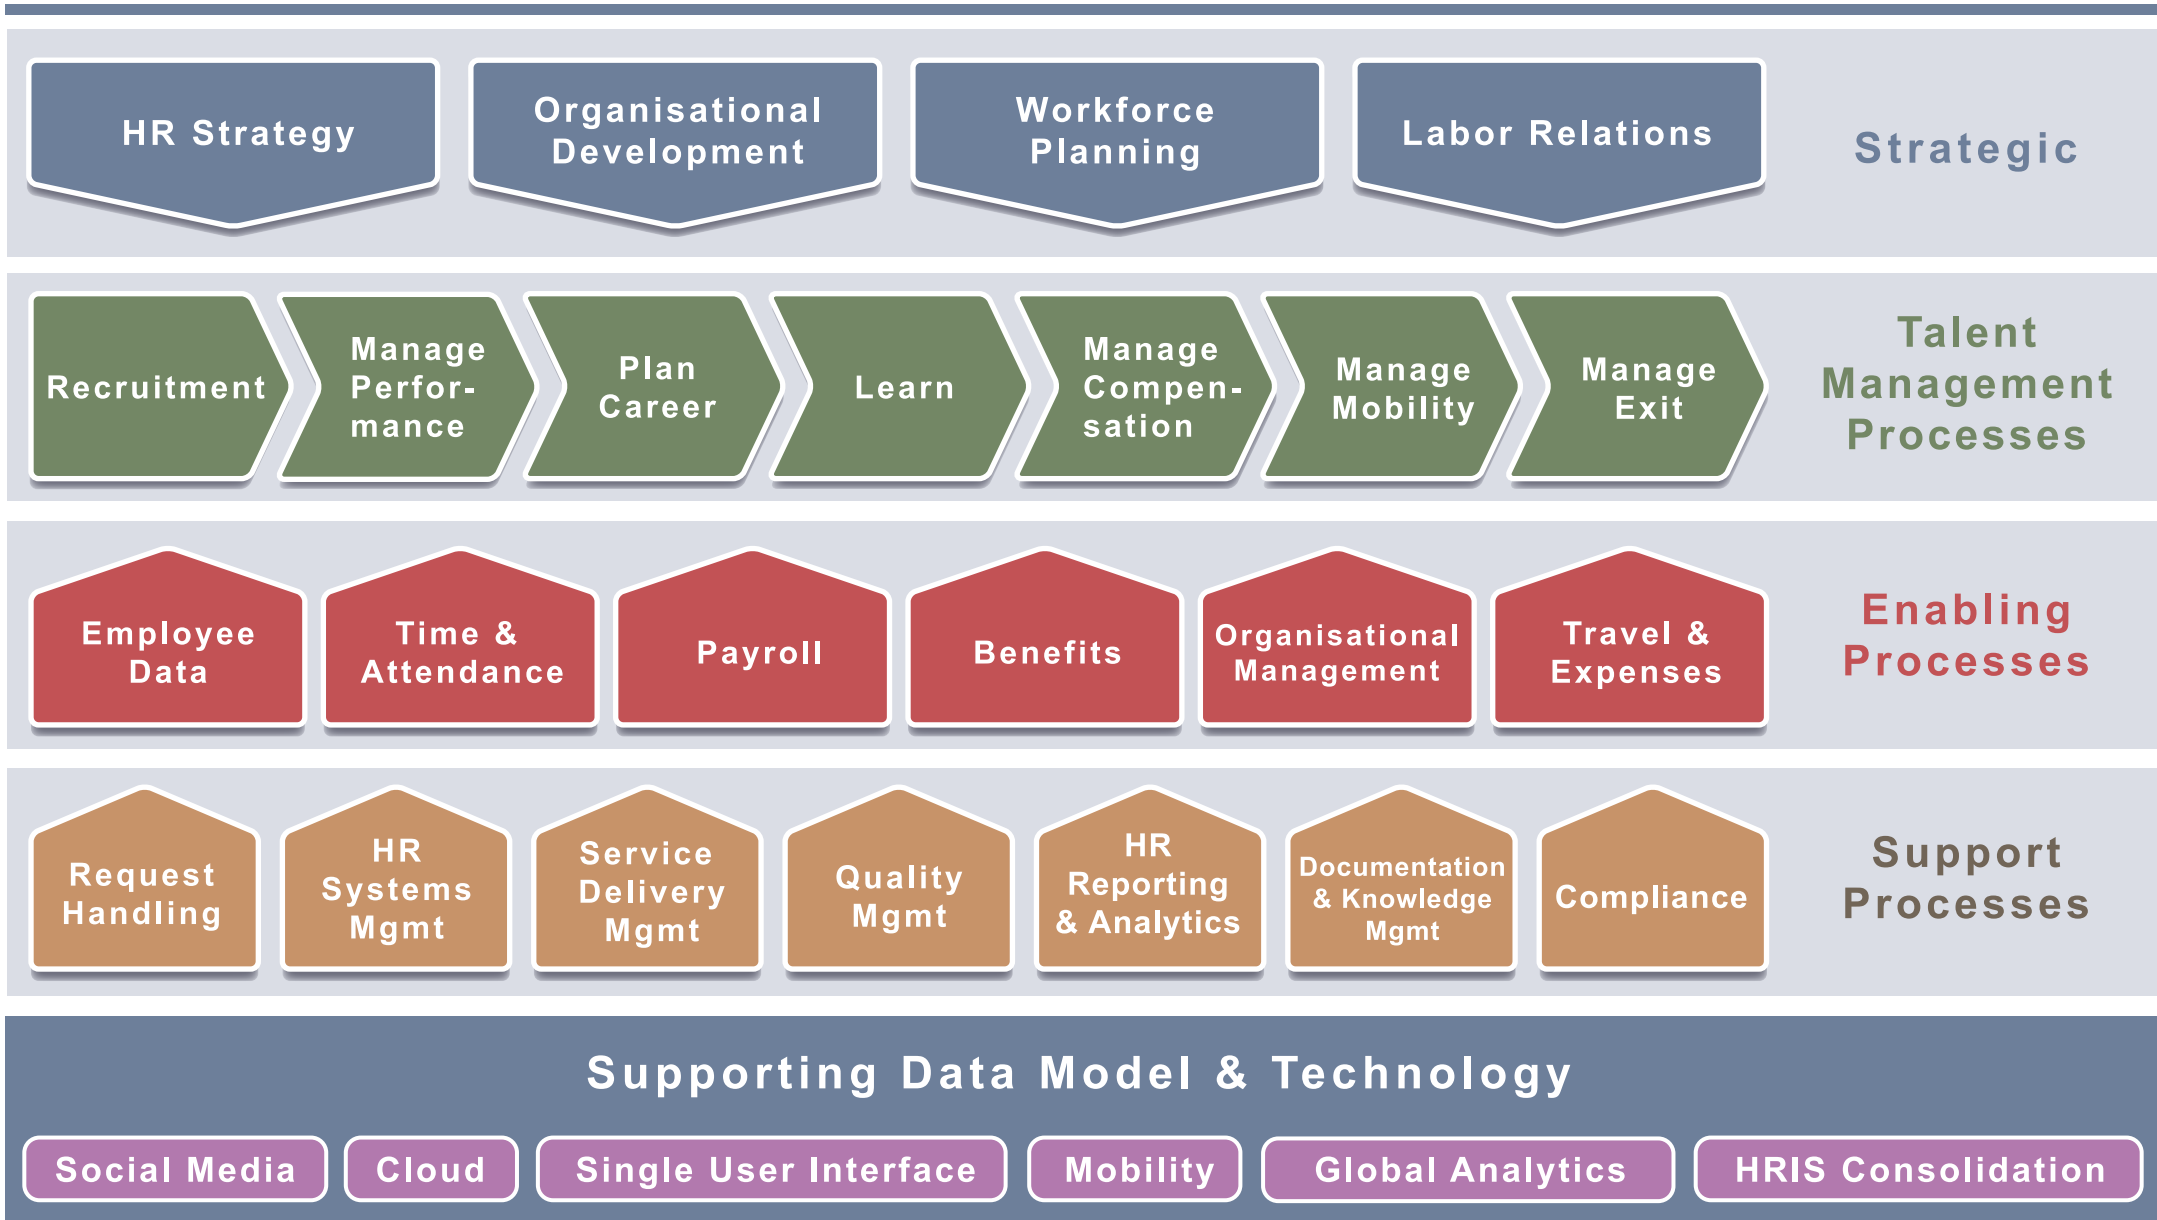 HR Strategy
Organisational
Development
Workforce
Planning
Labor Relations
Strategic
Recruitment
Manage
Perfor-
mance
Plan
Career
Learn
Manage
Compen-
sation
Manage
Mobility
Manage
Exit
Talent
Management
Processes
Employee
Data
Time &
Attendance
Payroll
Benefits
Organisational
Management
Travel &
Expenses
Enabling
Processes
Request
Handling
HR
Systems
Mgmt
Service
Delivery
Mgmt
Quality
Mgmt
HR
Reporting
& Analytics
Documentation
& Knowledge
Mgmt
Compliance
Support
Processes
Supporting Data Model & Technology
Social Media
Cloud
Single User Interface
Mobility
Global Analytics
HRIS Consolidation